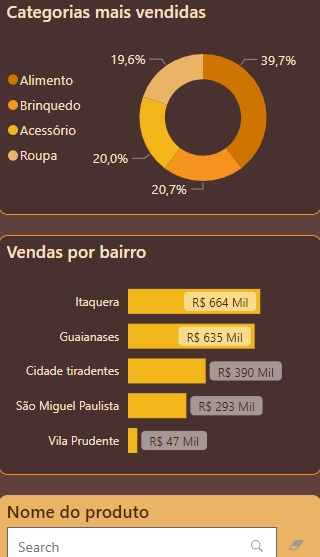 Categorias mais vendidas
19,6%
39,7%
Alimento
Brinquedo
Acessório
Roupa
20,0%
20,7%
Vendas por bairro
Itaquera R$ 664 Mil
Guaianases R$ 635 Mil
Cidade tiradentes R$ 390 Mil
São Miguel Paulista R$ 293 Mil
Vila Prudente R$ 47 Mil
Nome do produto
Search